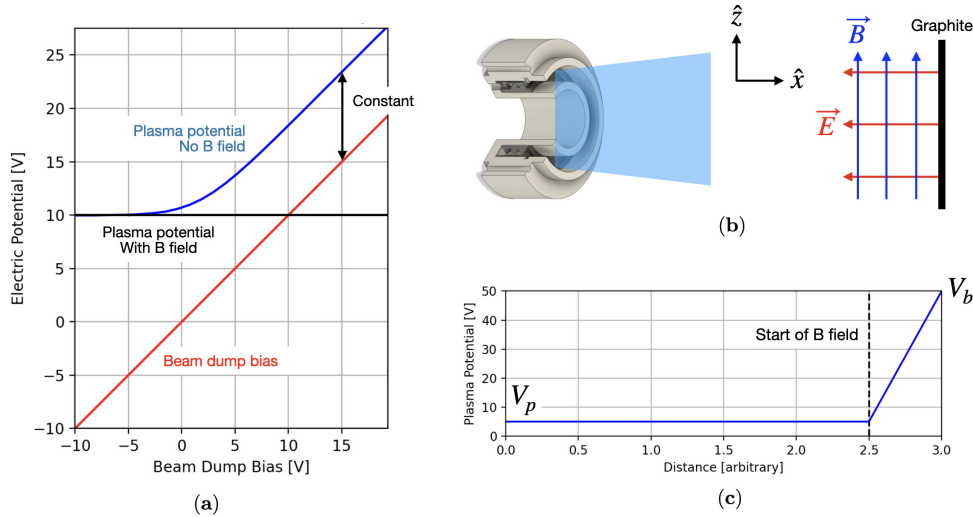 25
20
15
10
5
0
−5
−10
−10
−5
0
5
10
15
Electric Potential [V]
Beam Dump Bias [V]
Plasma potential
No B field
Constant
Plasma potential
With B field
Beam dump bias
(a)
ẑ
x̂
B⃗
E⃗
Graphite
(b)
50
40
30
20
10
0
0.0
0.5
1.0
1.5
2.0
2.5
3.0
Plasma Potential [V]
Distance [arbitrary]
V_p
Start of B field
V_b
(c)